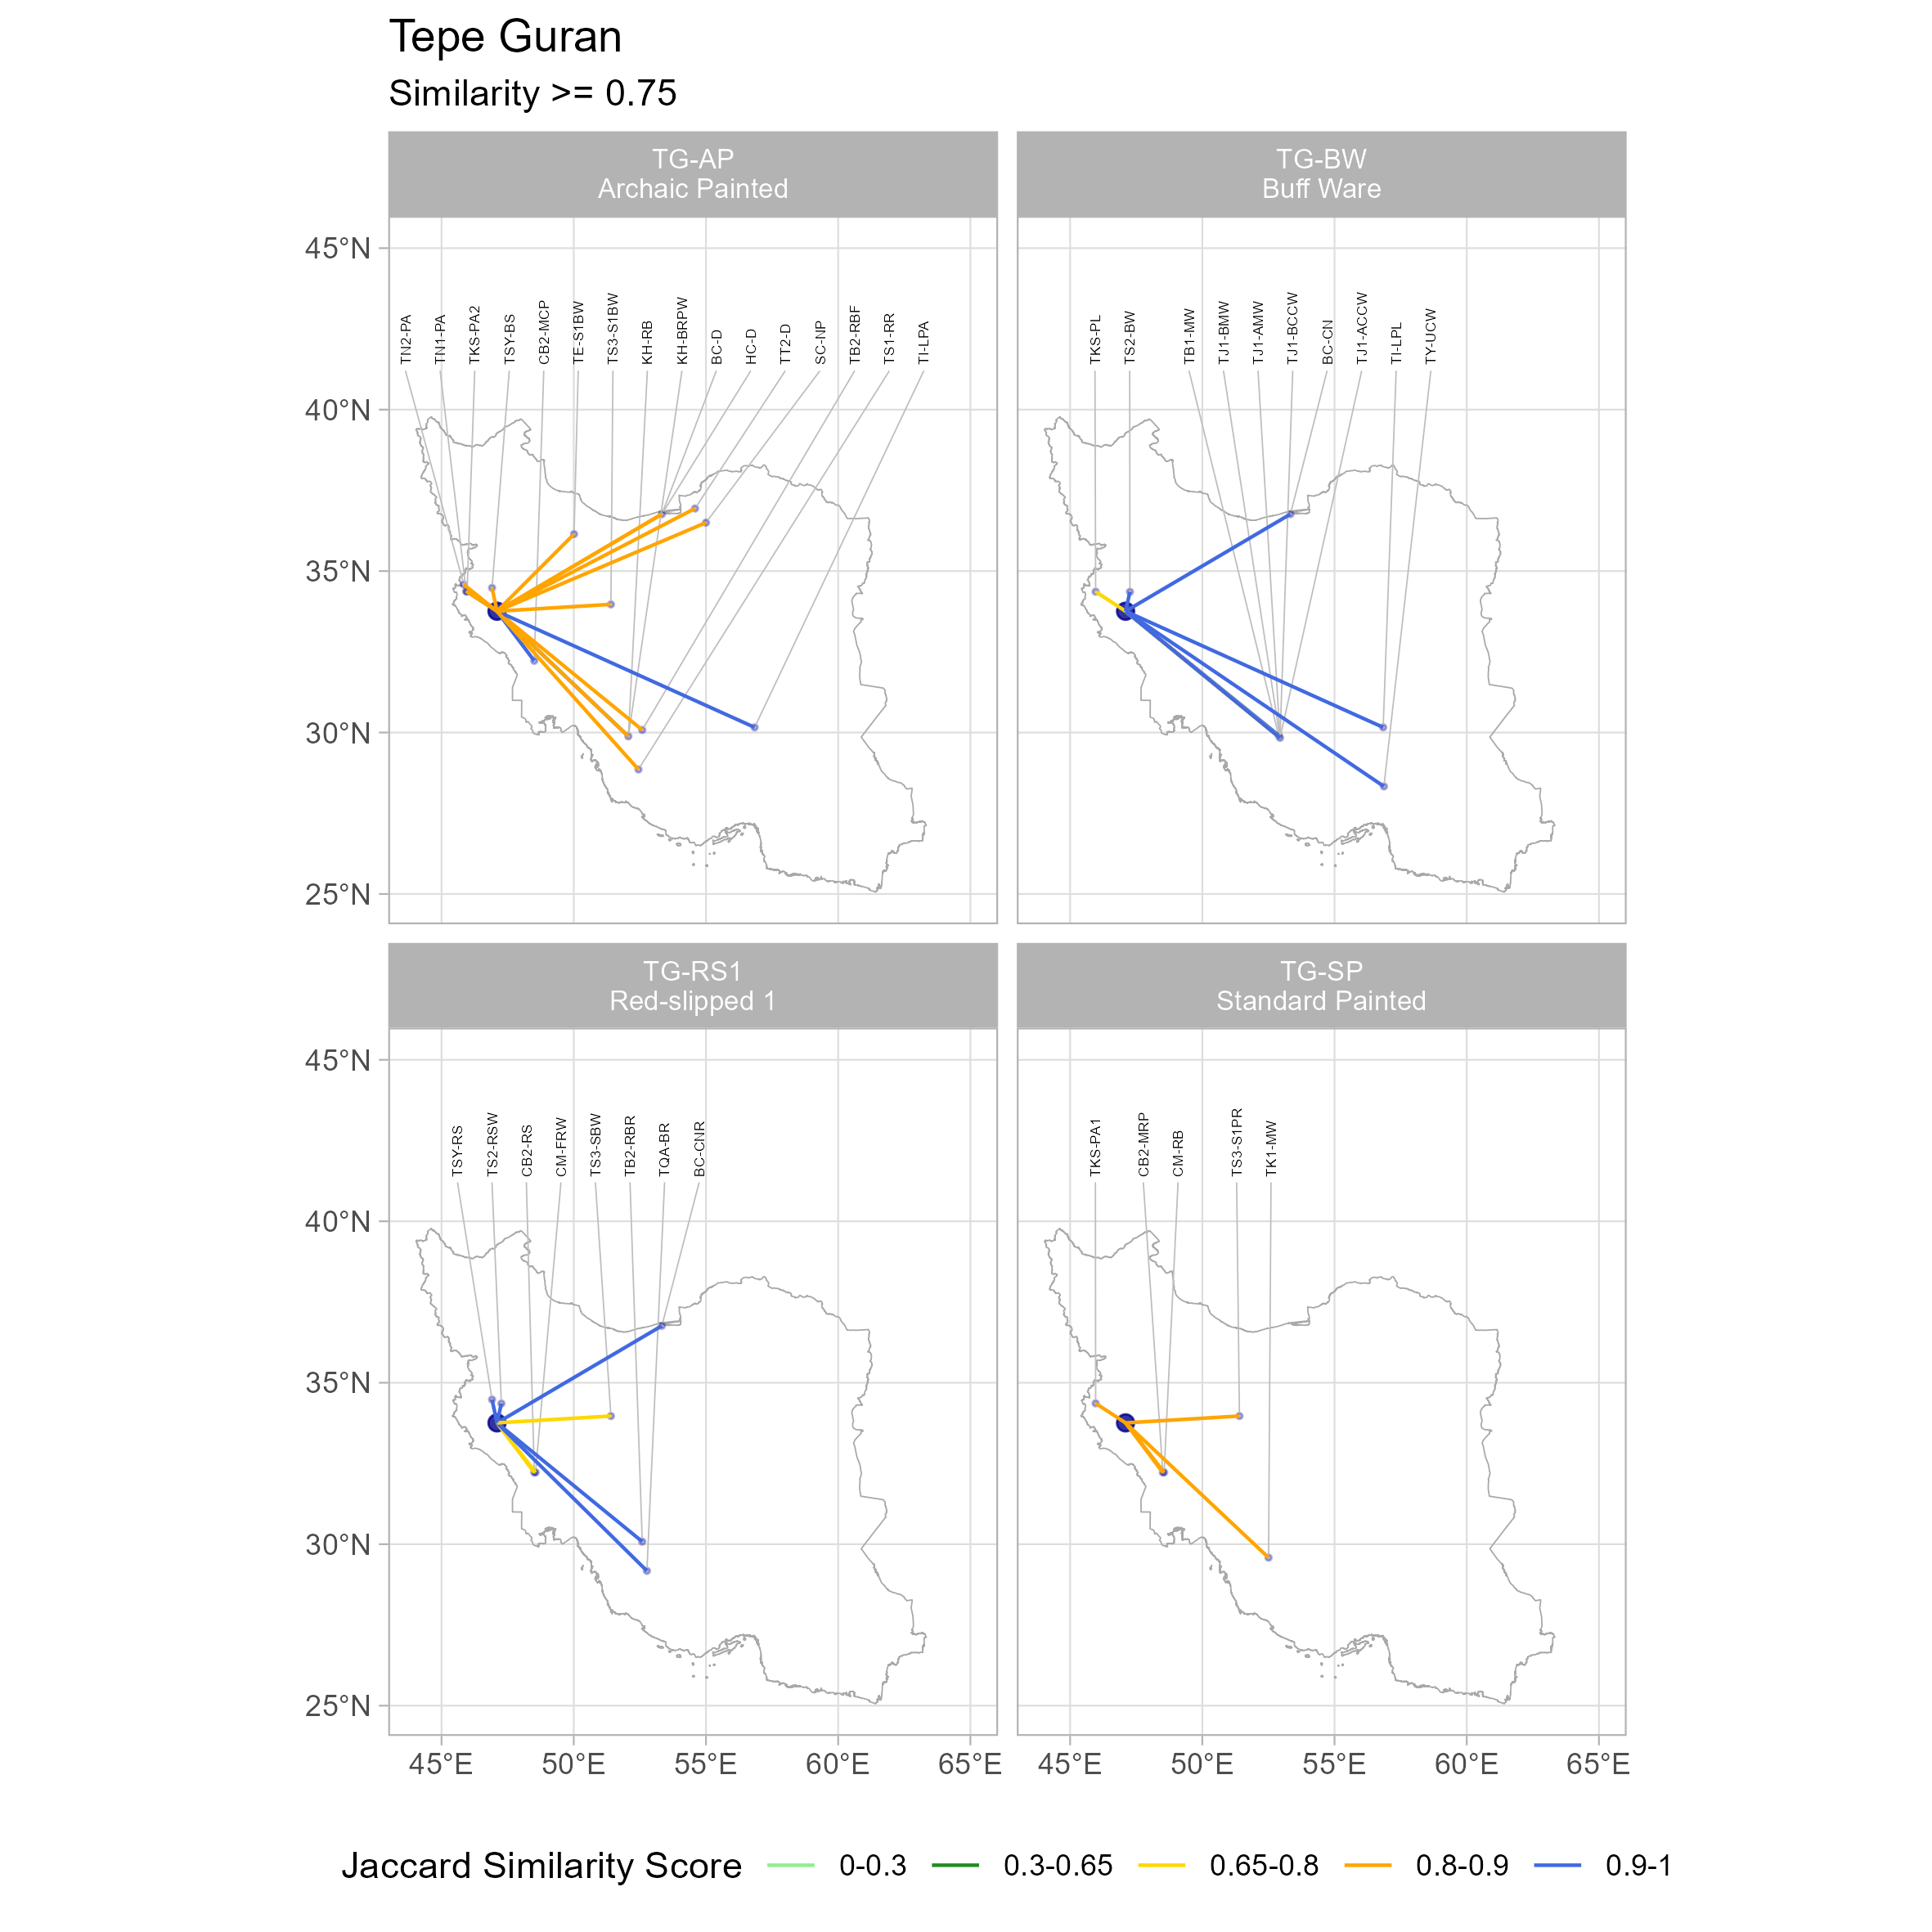 Tepe Guran
Similarity >= 0.75
TG-AP
Archaic Painted
TG-BW
Buff Ware
45°N
40°N
35°N
30°N
25°N
TN2-PA
TN1-PA
TKS-PA2
TSY-BS
CB2-MCP
TE-S1BW
TS3-S1BW
KH-RB
KH-BRPW
BC-D
HC-D
TT2-D
SC-NP
TB2-RBF
TS1-RR
TI-LPA
TKS-PL
TS2-BW
TB1-MW
TJ1-BMW
TJ1-AMW
TJ1-BCCW
BC-CN
TJ1-ACCW
TI-LPL
TY-UCW
TG-RS1
Red-slipped 1
TG-SP
Standard Painted
45°N
40°N
35°N
30°N
25°N
TSY-RS
TS2-RSW
CB2-RS
CM-FRW
TS3-SBW
TB2-RBR
TQA-BR
BC-CNR
TKS-PA1
CB2-MRP
CM-RB
TS3-S1PR
TK1-MW
45°E 50°E 55°E 60°E 65°E
45°E 50°E 55°E 60°E 65°E
Jaccard Similarity Score 0-0.3 0.3-0.65 0.65-0.8 0.8-0.9 0.9-1